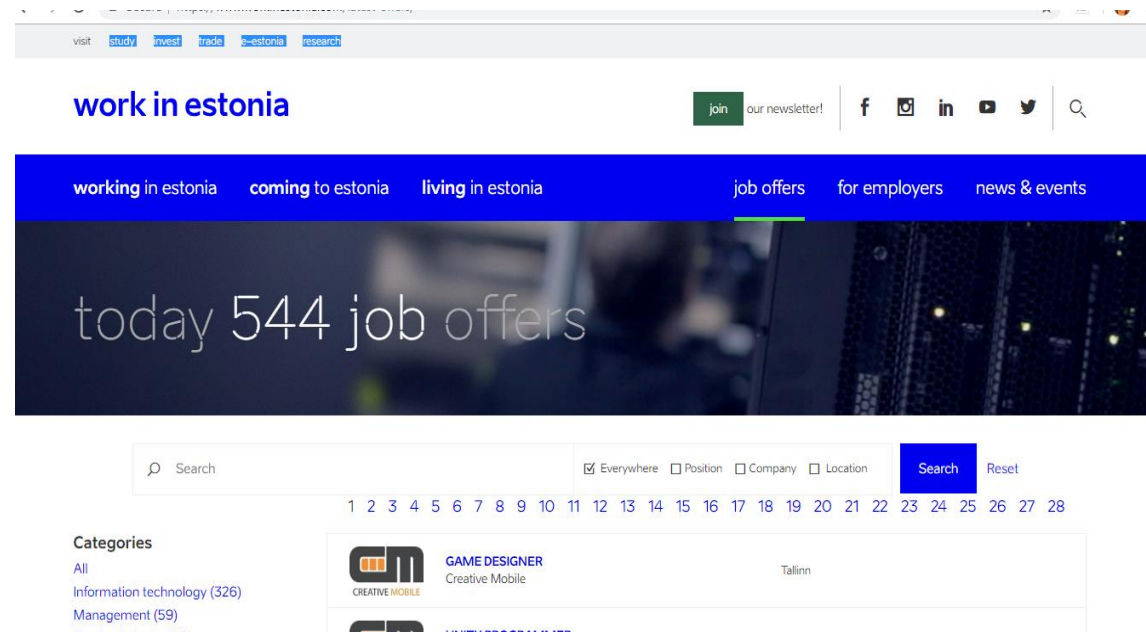 visit study invest trade e-estonia research
work in estonia
join our newsletter!
working in estonia coming to estonia living in estonia job offers for employers news & events
today 544 job offers
Search Everywhere Position Company Location Search Reset
1 2 3 4 5 6 7 8 9 10 11 12 13 14 15 16 17 18 19 20 21 22 23 24 25 26 27 28
Categories
All
Information technology (326)
Management (59)
CREATIVE MOBILE
GAME DESIGNER
Creative Mobile
Tallinn
UNITY PROGRAMMER